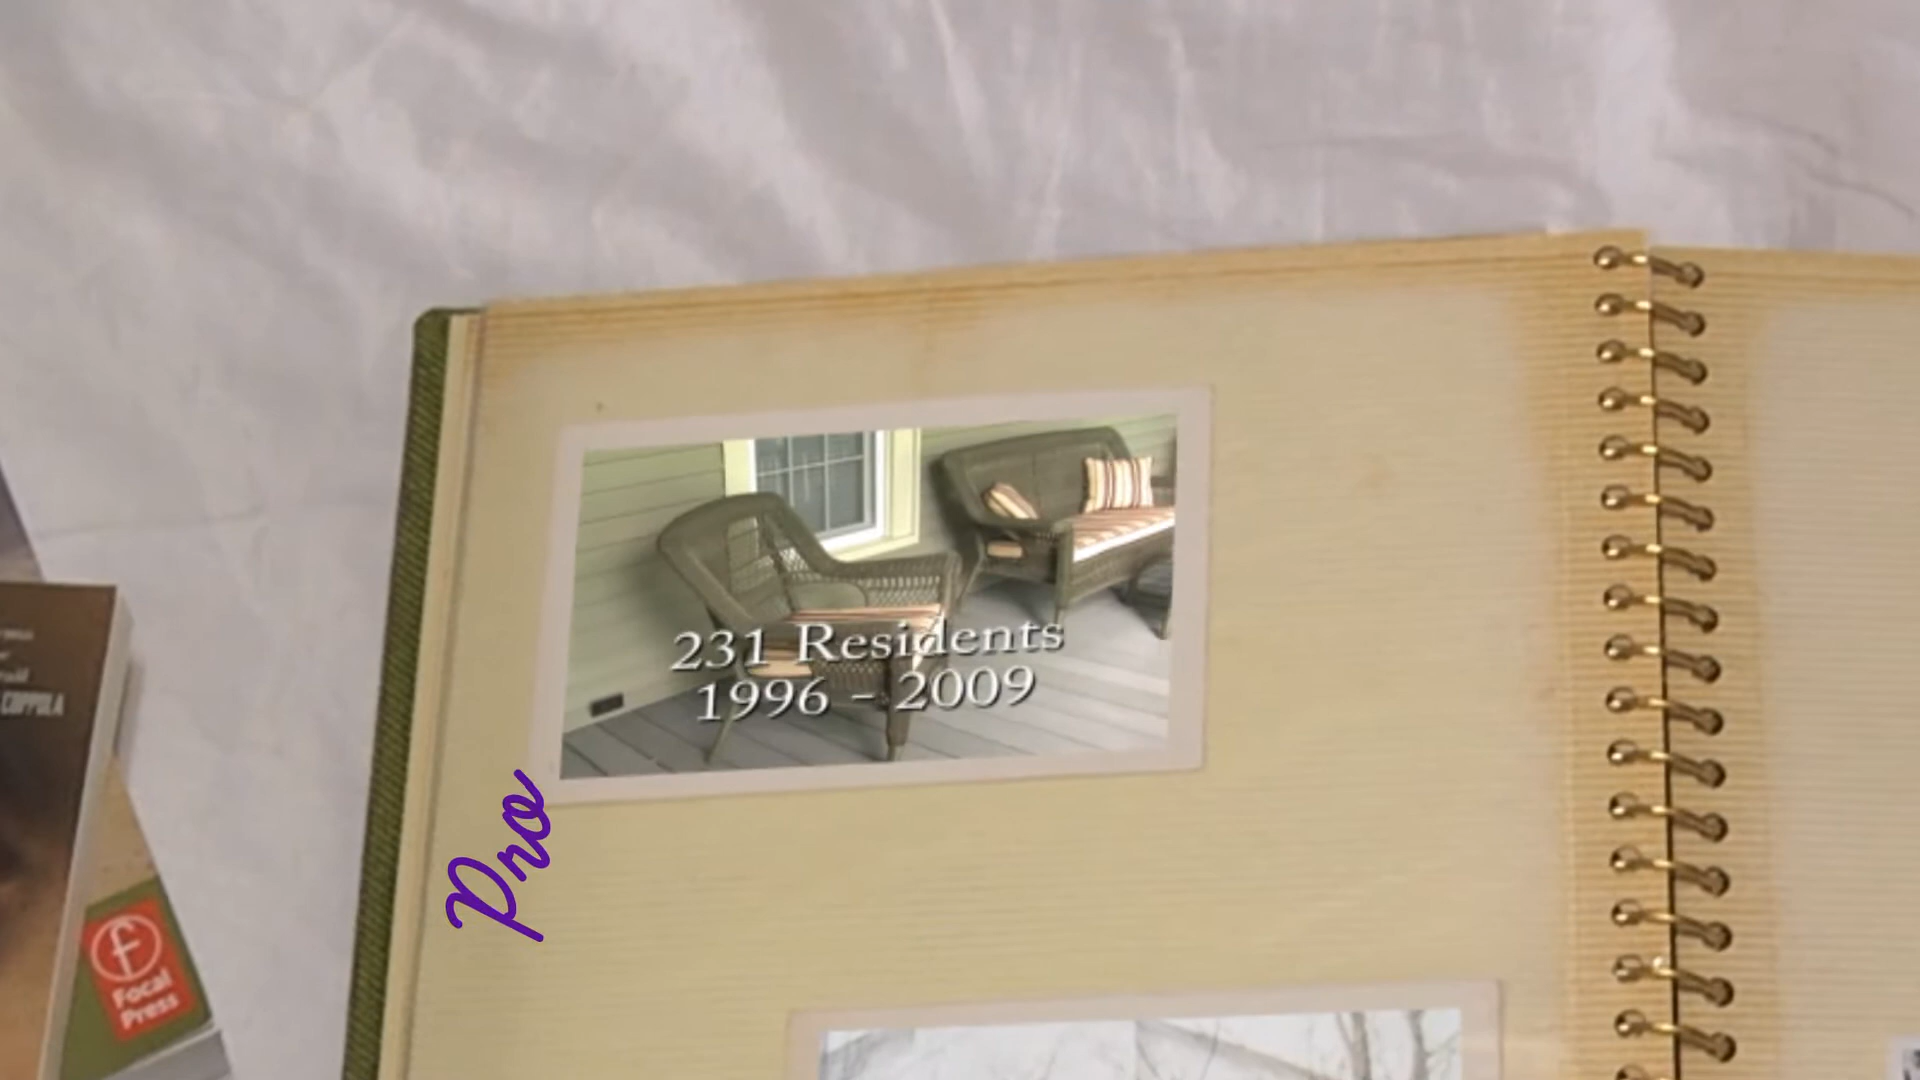 231 Residents
1996 – 2009
Pro
COPPOLA
Focal
Press